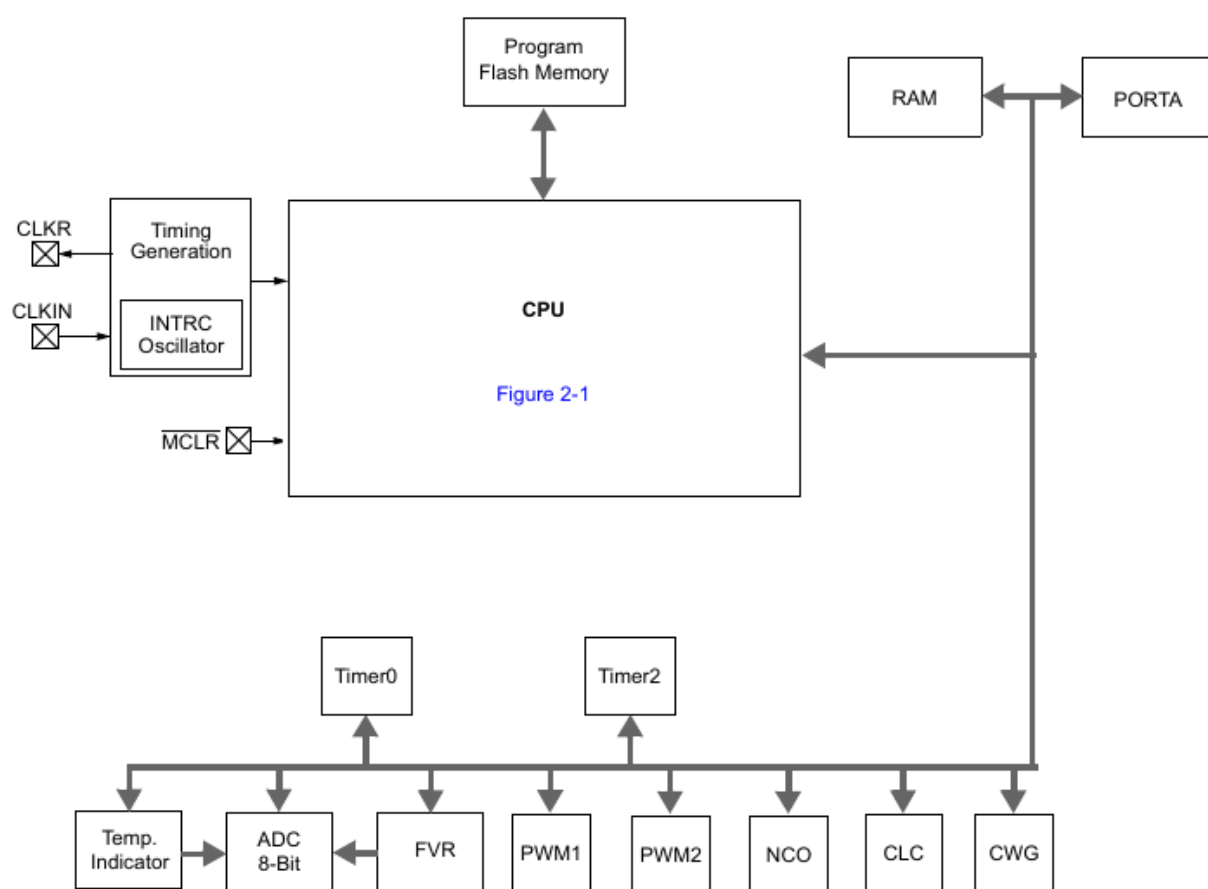 Program
Flash Memory
RAM
PORTA
CLKR
Timing
Generation
CLKIN
INTRC
Oscillator
CPU
Figure 2-1
MCLR
Timer0
Timer2
Temp.
Indicator
ADC
8-Bit
FVR
PWM1
PWM2
NCO
CLC
CWG